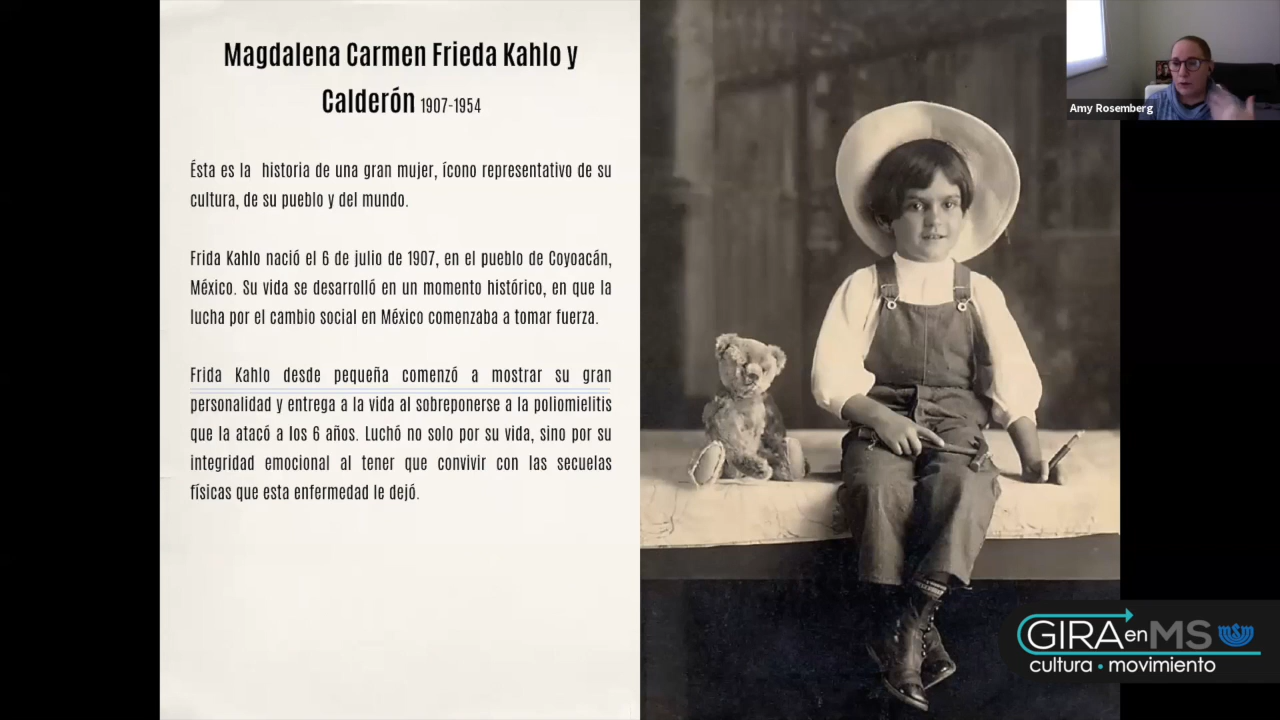 Magdalena Carmen Frieda Kahlo y
Calderón 1907-1954
Ésta es la historia de una gran mujer, ícono representativo de su
cultura, de su pueblo y del mundo.
Frida Kahlo nació el 6 de julio de 1907, en el pueblo de Coyoacán,
México. Su vida se desarrolló en un momento histórico, en que la
lucha por el cambio social en México comenzaba a tomar fuerza.
Frida Kahlo desde pequeña comenzó a mostrar su gran
personalidad y entrega a la vida al sobreponerse a la poliomielitis
que la atacó a los 6 años. Luchó no solo por su vida, sino por su
integridad emocional al tener que convivir con las secuelas
físicas que esta enfermedad le dejó.
Amy Rosemberg
GIRA en MS
cultura • movimiento